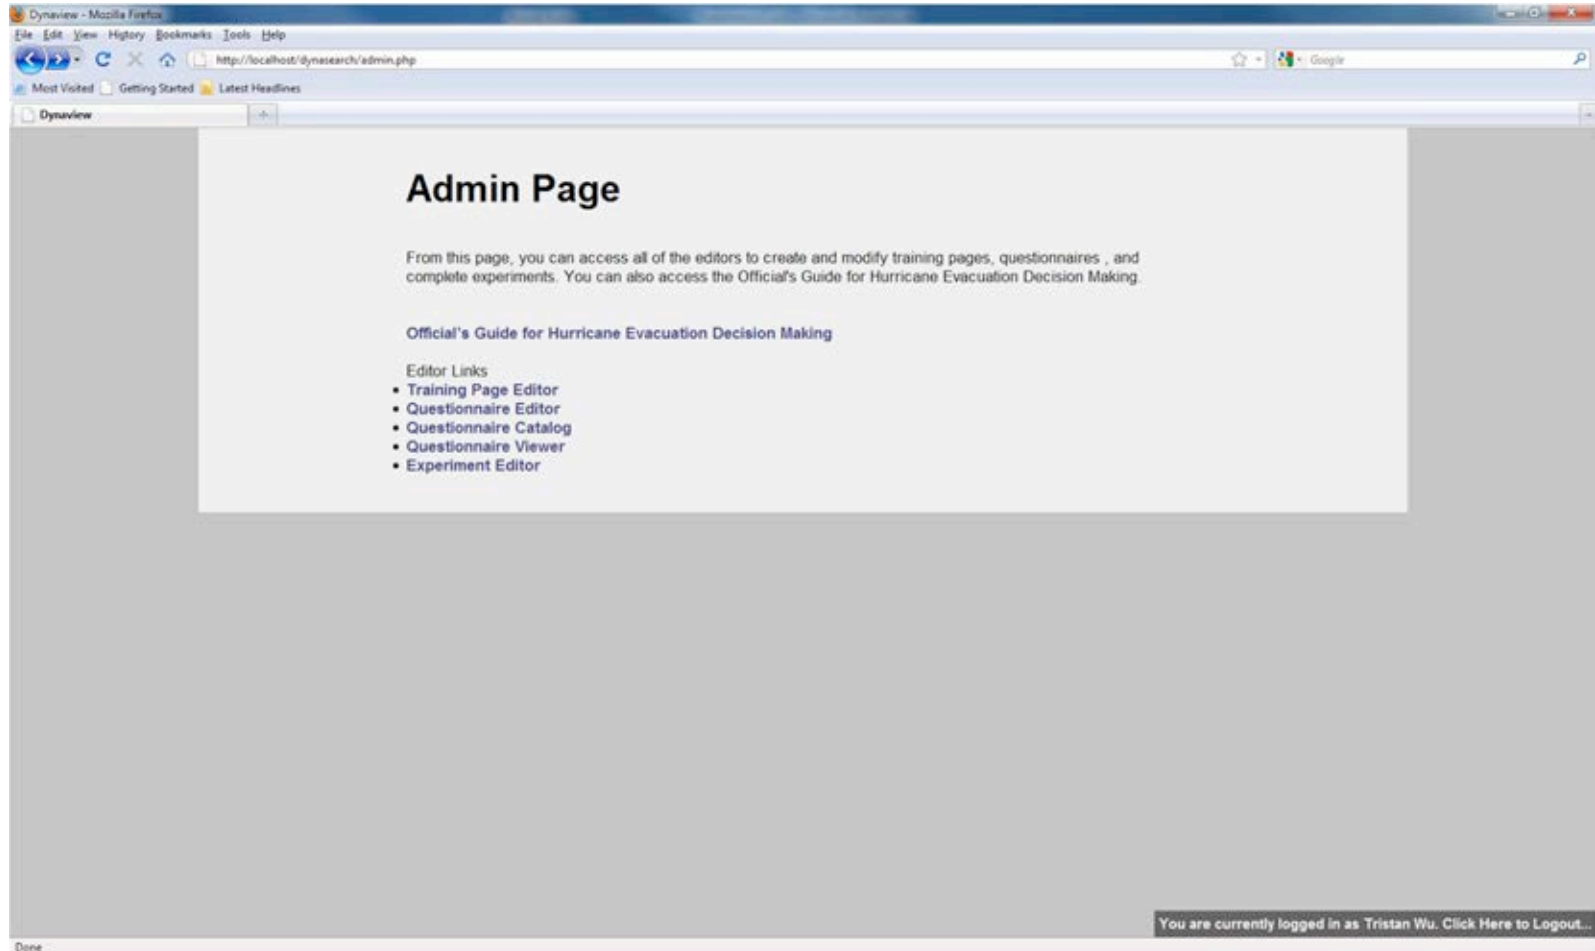 Dynaview - Mozilla Firefox
File Edit View History Bookmarks Tools Help
http://localhost/dynasearch/admin.php
Google
Most Visited Getting Started Latest Headlines
Dynaview
Admin Page
From this page, you can access all of the editors to create and modify training pages, questionnaires , and
complete experiments. You can also access the Official's Guide for Hurricane Evacuation Decision Making.
Official's Guide for Hurricane Evacuation Decision Making
Editor Links
Training Page Editor
Questionnaire Editor
Questionnaire Catalog
Questionnaire Viewer
Experiment Editor
You are currently logged in as Tristan Wu. Click Here to Logout...
Done